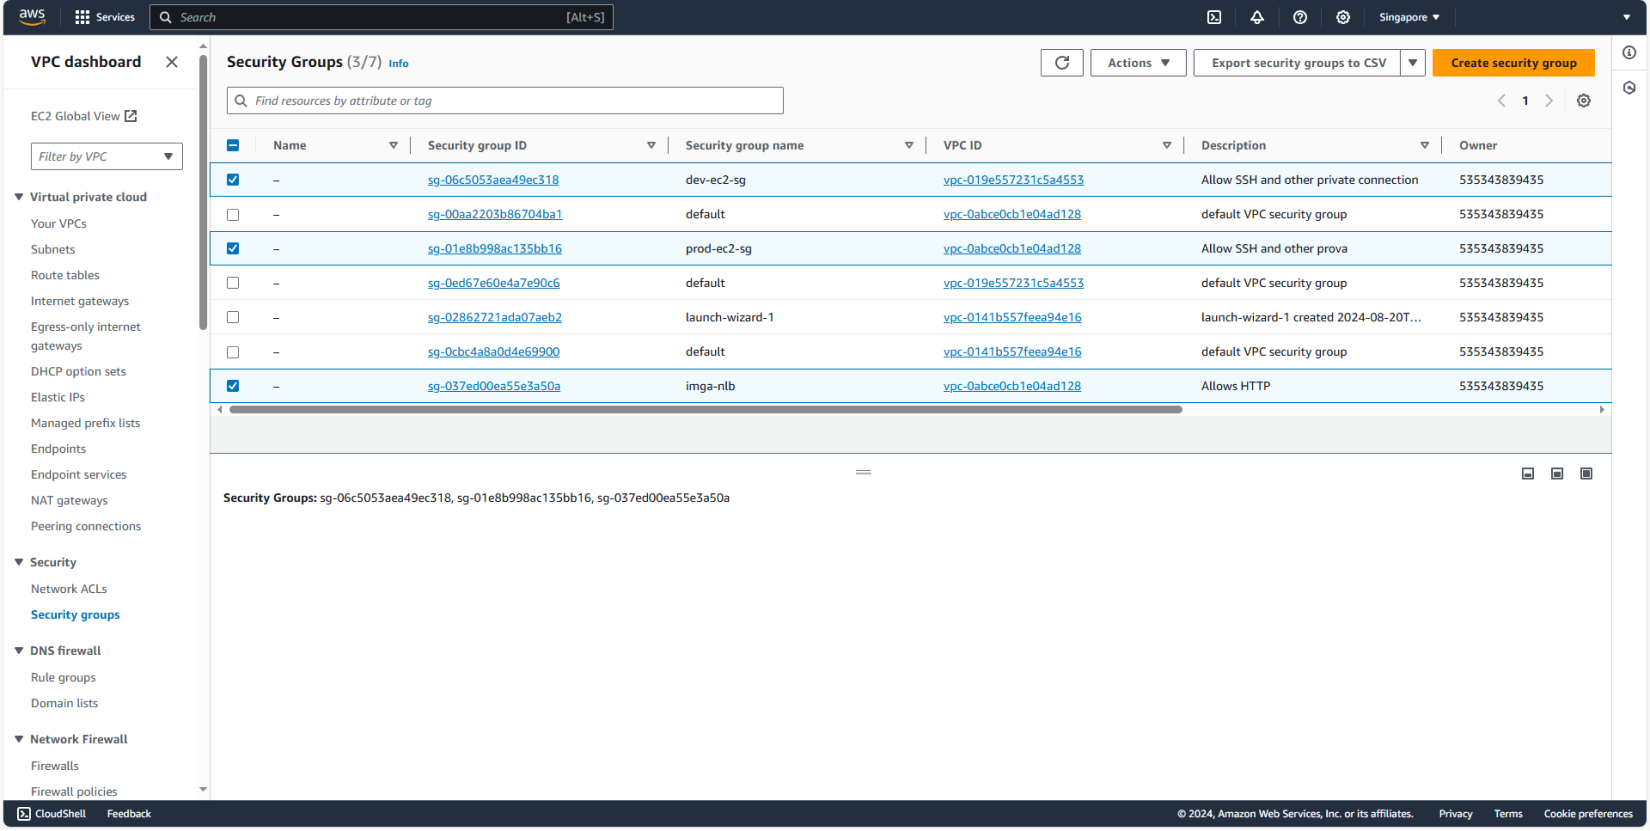 aws
Services
Search
[Alt+S]
Singapore
VPC dashboard
EC2 Global View
Filter by VPC
Virtual private cloud
Your VPCs
Subnets
Route tables
Internet gateways
Egress-only internet
gateways
DHCP option sets
Elastic IPs
Managed prefix lists
Endpoints
Endpoint services
NAT gateways
Peering connections
Security
Network ACLs
Security groups
DNS firewall
Rule groups
Domain lists
Network Firewall
Firewalls
Firewall policies
Security Groups (3/7) Info
Actions
Export security groups to CSV
Create security group
Find resources by attribute or tag
1
Name Security group ID Security group name VPC ID Description Owner
– sg-06c5053aea49ec318 dev-ec2-sg vpc-019e557231c5a4553 Allow SSH and other private connection 535343839435
– sg-00aa2203b86704ba1 default vpc-0abce0cb1e04ad128 default VPC security group 535343839435
– sg-01e8b998ac135bb16 prod-ec2-sg vpc-0abce0cb1e04ad128 Allow SSH and other prova 535343839435
– sg-0ed67e60e4a7e90c6 default vpc-019e557231c5a4553 default VPC security group 535343839435
– sg-02862721ada07aeb2 launch-wizard-1 vpc-0141b557feea94e16 launch-wizard-1 created 2024-08-20T... 535343839435
– sg-0cbc4a8a0d4e69900 default vpc-0141b557feea94e16 default VPC security group 535343839435
– sg-037ed00ea55e3a50a imga-nlb vpc-0abce0cb1e04ad128 Allows HTTP 535343839435
Security Groups: sg-06c5053aea49ec318, sg-01e8b998ac135bb16, sg-037ed00ea55e3a50a
CloudShell Feedback
© 2024, Amazon Web Services, Inc. or its affiliates. Privacy Terms Cookie preferences